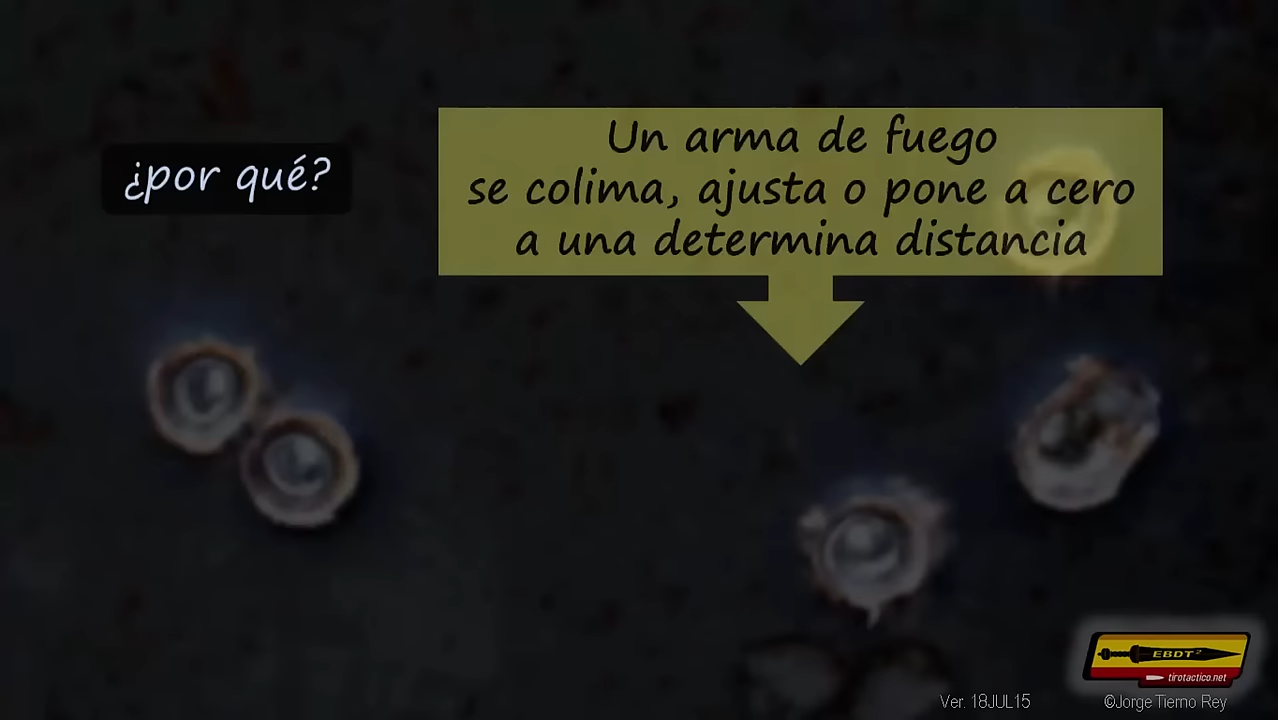 ¿por qué?
Un arma de fuego
se colima, ajusta o pone a cero
a una determina distancia
EBDT²
tirotactico.net
Ver. 18JUL15
©Jorge Tierno Rey